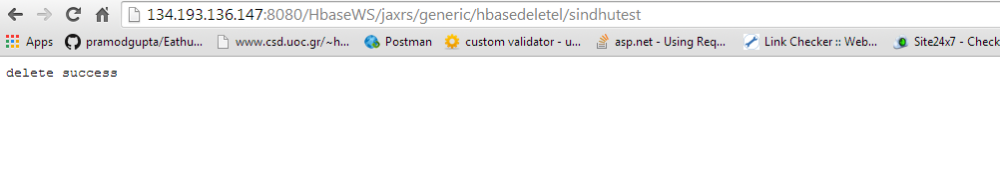 134.193.136.147:8080/HbaseWS/jaxrs/generic/hbasedeletel/sindhutest
Apps pramodgupta/Eathu... www.csd.uoc.gr/~h... Postman custom validator - u... asp.net - Using Req... Link Checker :: Web... Site24x7 - Check
delete success